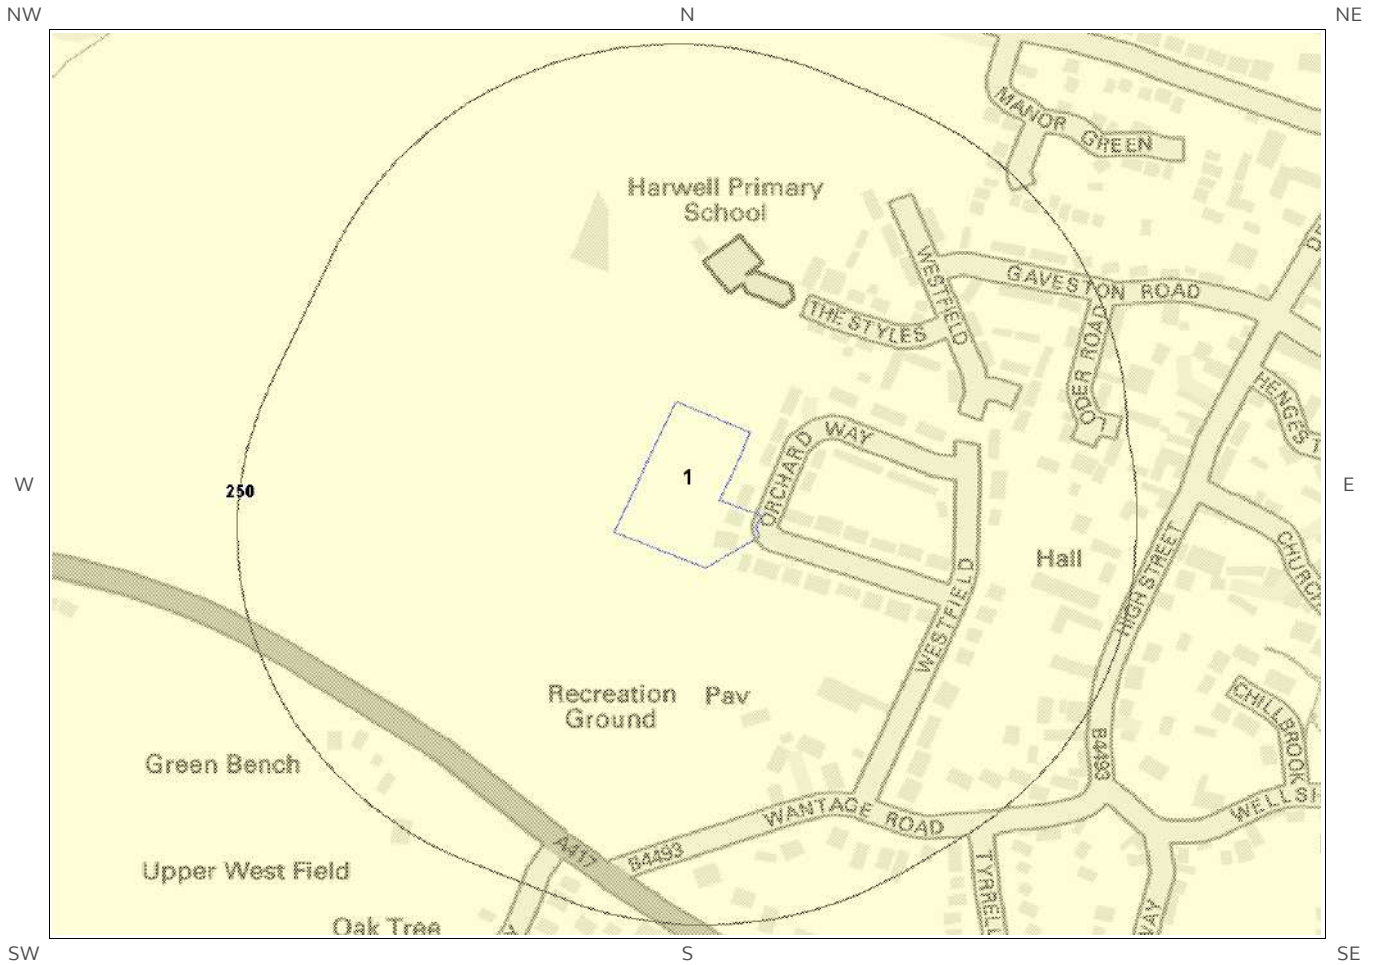 NW
N
NE
MANOR GREEN
Harwell Primary
School
WESTFIELD
GAVESTON ROAD
THE STYLES
LODER ROAD
HENGEST
ORCHARD WAY
1
W
250
E
HIGH STREET
CHURCH
Hall
WESTFIELD
Recreation
Ground
Pav
CHILLBROOK
B4493
Green Bench
WANTAGE ROAD
WELLSH
A417
B4493
Upper West Field
TYRRELL
WAY
Oak Tree
SW
S
SE